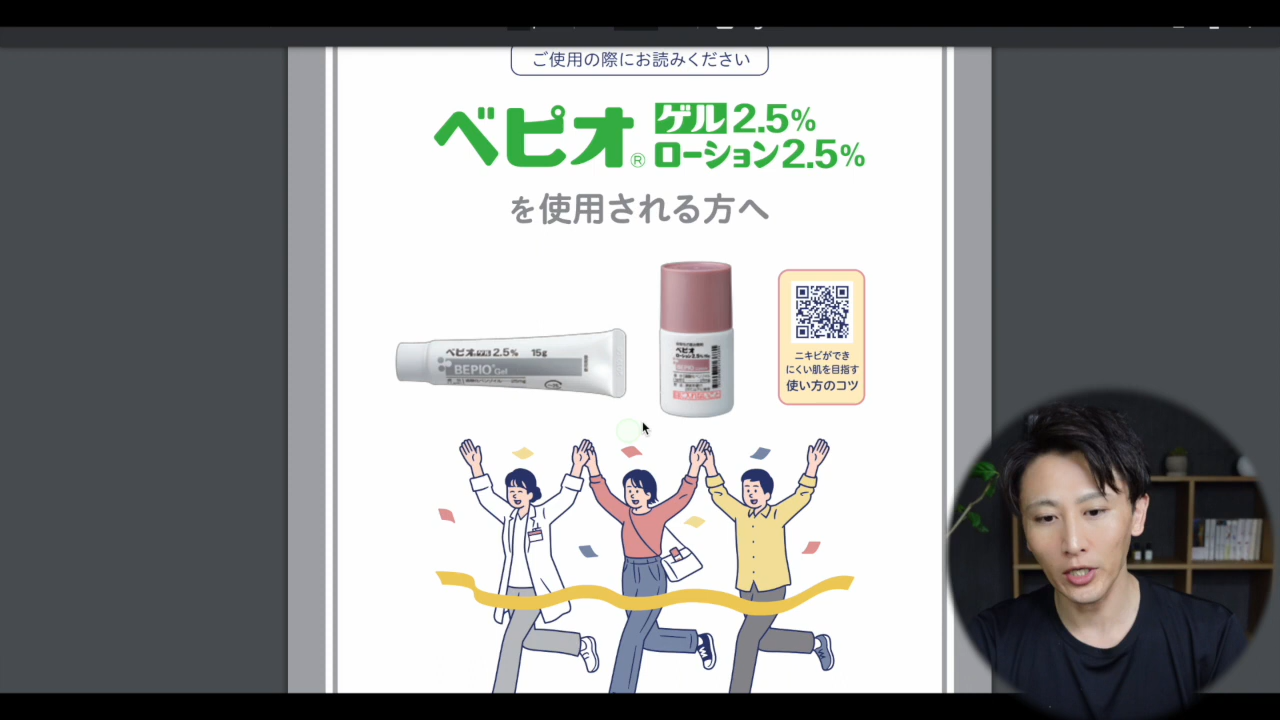 ご使用の際にお読みください
ベピオ®
ゲル2.5%
ローション2.5%
を使用される方へ
ベピオゲル2.5% 15g
BEPIO Gel
ベピオ
ローション2.5%
ニキビができ
にくい肌を目指す
使い方のコツ